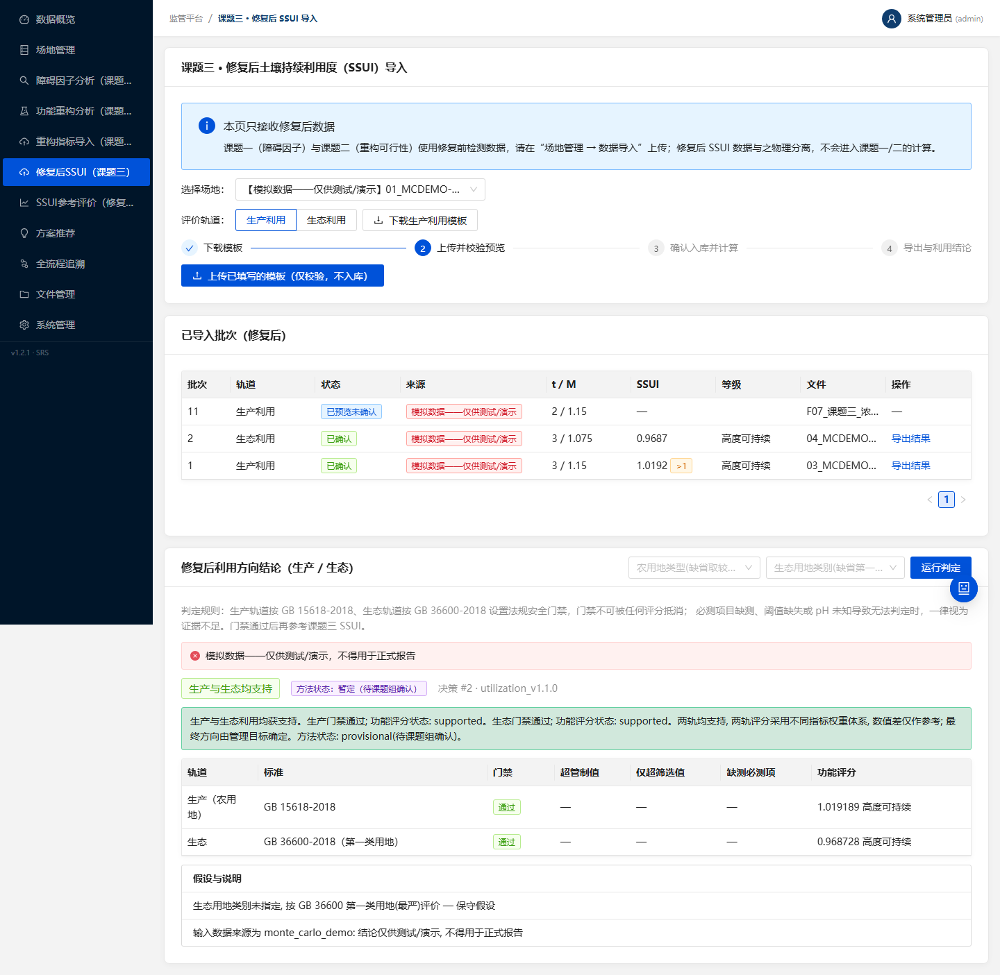 数据概览
场地管理
障碍因子分析（课题...
功能重构分析（课题...
重构指标导入（课题...
修复后SSUI（课题三）
SSUI参考评价（修复...
方案推荐
全流程追溯
文件管理
系统管理
v1.2.1 · SRS
监管平台 / 课题三 • 修复后 SSUI 导入
系统管理员 (admin)
课题三 • 修复后土壤持续利用度（SSUI）导入
本页只接收修复后数据
课题一（障碍因子）与课题二（重构可行性）使用修复前检测数据，请在“场地管理 → 数据导入”上传；修复后 SSUI 数据与之物理分离，不会进入课题一/二的计算。
选择场地： 【模拟数据——仅供测试/演示】01_MCDEMO-...
评价轨道： 生产利用 生态利用 下载生产利用模板
下载模板 2 上传并校验预览 3 确认入库并计算 4 导出与利用结论
上传已填写的模板（仅校验，不入库）
已导入批次（修复后）
批次 轨道 状态 来源 t / M SSUI 等级 文件 操作
11 生产利用 已预览未确认 模拟数据——仅供测试/演示 2 / 1.15 — F07_课题三_浓... —
2 生态利用 已确认 模拟数据——仅供测试/演示 3 / 1.075 0.9687 高度可持续 04_MCDEMO... 导出结果
1 生产利用 已确认 模拟数据——仅供测试/演示 3 / 1.15 1.0192 >1 高度可持续 03_MCDEMO... 导出结果
< 1 >
修复后利用方向结论（生产 / 生态） 农用地类型(缺省取较... 生态用地类别(缺省第一... 运行判定
判定规则：生产轨道按 GB 15618-2018、生态轨道按 GB 36600-2018 设置法规安全门禁，门禁不可被任何评分抵消； 必测项目缺测、阈值缺失或 pH 未知导致无法判定时，一律视为
证据不足。门禁通过后再参考课题三 SSUI。
模拟数据——仅供测试/演示，不得用于正式报告
生产与生态均支持 方法状态：暂定（待课题组确认） 决策 #2 · utilization_v1.1.0
生产与生态利用均获支持。生产门禁通过; 功能评分状态: supported。生态门禁通过; 功能评分状态: supported。两轨均支持, 两轨评分采用不同指标权重体系, 数值差仅作参考; 最
终方向由管理目标确定。方法状态: provisional(待课题组确认)。
轨道 标准 门禁 超管制值 仅超筛选值 缺测必测项 功能评分
生产（农用
地） GB 15618-2018 通过 — — — 1.019189 高度可持续
生态 GB 36600-2018（第一类用地） 通过 — — — 0.968728 高度可持续
假设与说明
生态用地类别未指定, 按 GB 36600 第一类用地(最严)评价 — 保守假设
输入数据来源为 monte_carlo_demo: 结论仅供测试/演示, 不得用于正式报告